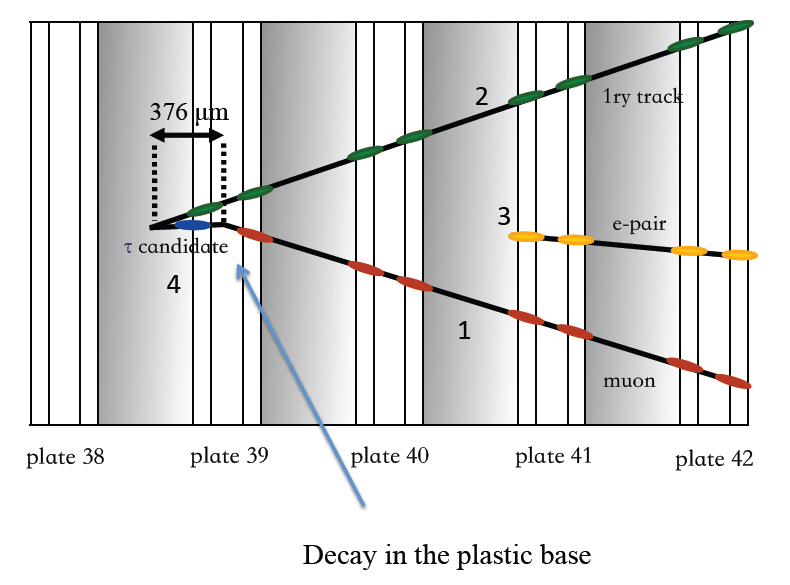 2
1ry track
376 μm
3
e-pair
τ candidate
4
1
muon
plate 38
plate 39
plate 40
plate 41
plate 42
Decay in the plastic base